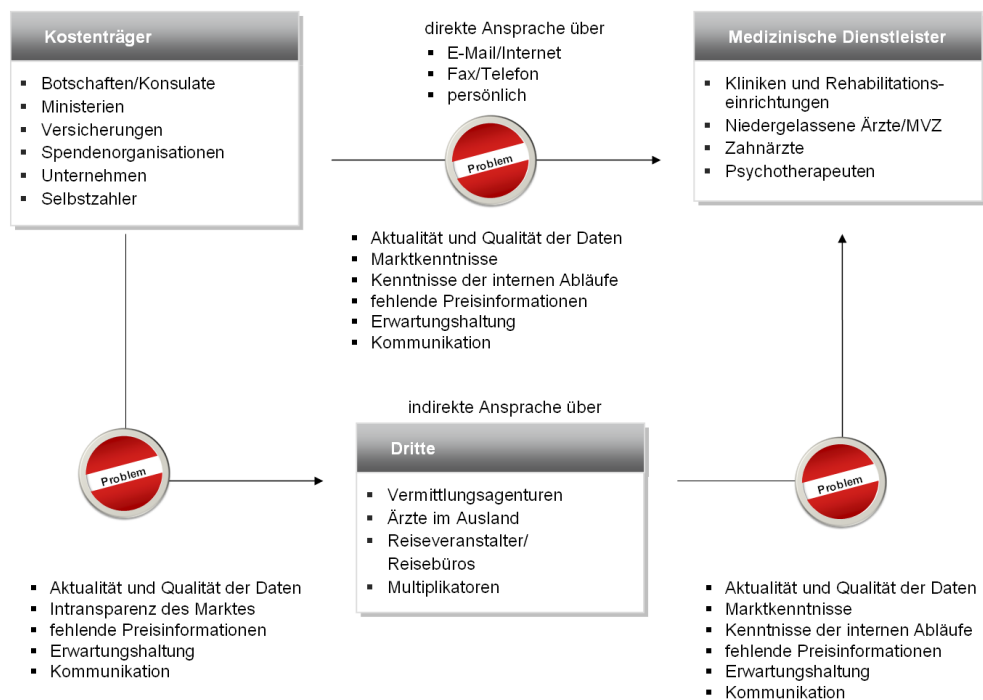 Kostenträger
Botschaften/Konsulate
Ministerien
Versicherungen
Spendenorganisationen
Unternehmen
Selbstzahler
direkte Ansprache über
E-Mail/Internet
Fax/Telefon
persönlich
Problem
Medizinische Dienstleister
Kliniken und Rehabilitations-
einrichtungen
Niedergelassene Ärzte/MVZ
Zahnärzte
Psychotherapeuten
Aktualität und Qualität der Daten
Marktkenntnisse
Kenntnisse der internen Abläufe
fehlende Preisinformationen
Erwartungshaltung
Kommunikation
indirekte Ansprache über
Problem
Dritte
Vermittlungsagenturen
Ärzte im Ausland
Reiseveranstalter/
Reisebüros
Multiplikatoren
Problem
Aktualität und Qualität der Daten
Intransparenz des Marktes
fehlende Preisinformationen
Erwartungshaltung
Kommunikation
Aktualität und Qualität der Daten
Marktkenntnisse
Kenntnisse der internen Abläufe
fehlende Preisinformationen
Erwartungshaltung
Kommunikation